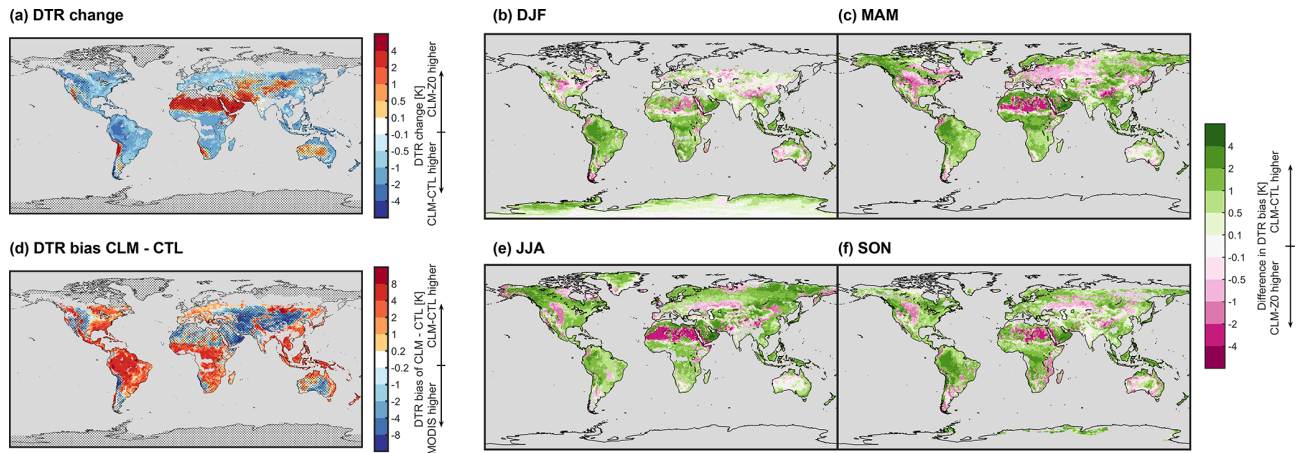 (a) DTR change
4
2
1
0.5
0.1
-0.1
-0.5
-1
-2
-4
DTR change [K]
CLM-CTL higher CLM-Z0 higher
(b) DJF
(c) MAM
(d) DTR bias CLM - CTL
8
4
2
1
0.2
-0.2
-1
-2
-4
-8
DTR bias of CLM - CTL [K]
MODIS higher CLM-CTL higher
(e) JJA
(f) SON
4
2
1
0.5
0.1
-0.1
-0.5
-1
-2
-4
Difference in DTR bias [K]
CLM-Z0 higher CLM-CTL higher